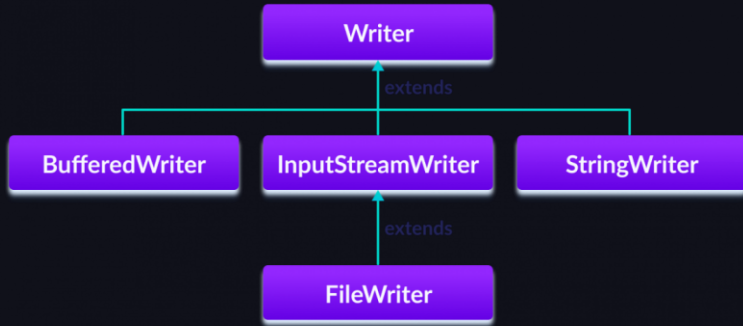 Writer
extends
BufferedWriter
InputStreamWriter
StringWriter
extends
FileWriter